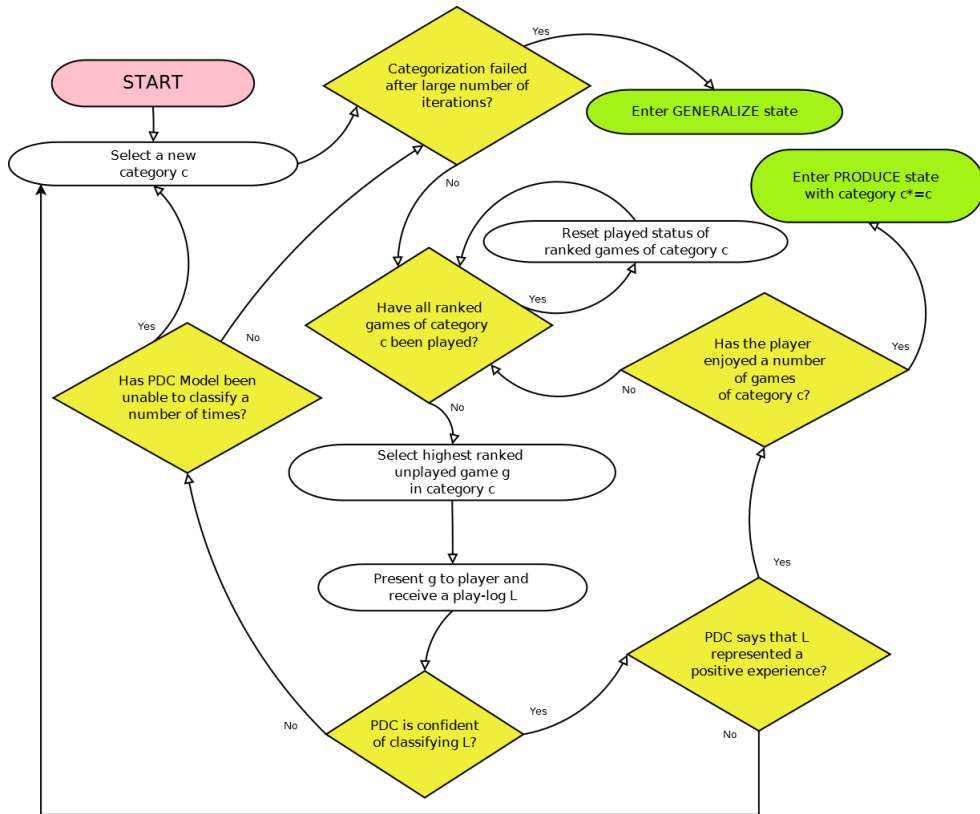 START
Select a new
category c
Categorization failed
after large number of
iterations?
Yes
Enter GENERALIZE state
No
Enter PRODUCE state
with category c*=c
Reset played status of
ranked games of category c
Yes
Have all ranked
games of category
c been played?
No
Has the player
enjoyed a number
of games
of category c?
Yes
No
Yes
No
Has PDC Model been
unable to classify a
number of times?
Select highest ranked
unplayed game g
in category c
Present g to player and
receive a play-log L
PDC is confident
of classifying L?
No
Yes
PDC says that L
represented a
positive experience?
Yes
No